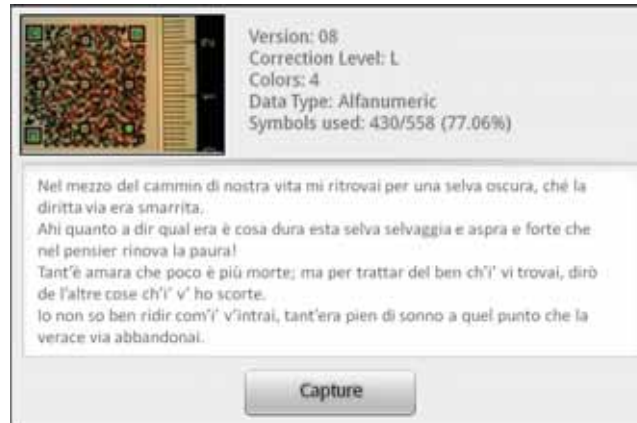 Version: 08
Correction Level: L
Colors: 4
Data Type: Alfanumeric
Symbols used: 430/558 (77.06%)
Nel mezzo del cammin di nostra vita mi ritrovai per una selva oscura, ché la
diritta via era smarrita.
Ahi quanto a dir qual era è cosa dura esta selva selvaggia e aspra e forte che
nel pensier rinova la paura!
Tant'è amara che poco è più morte; ma per trattar del ben ch'i' vi trovai, dirò
de l'altre cose ch'i' v' ho scorte.
Io non so ben ridir com'i' v'intrai, tant'era pien di sonno a quel punto che la
verace via abbandonai.
Capture